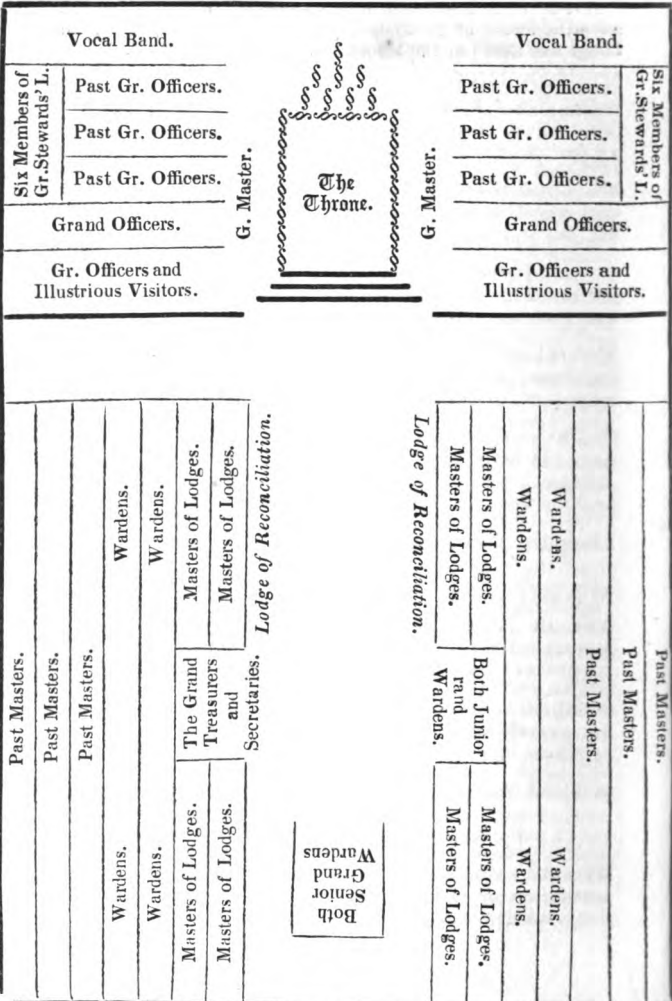 Vocal Band.
Six Members of
Gr.Stewards' L.
Past Gr. Officers.
Past Gr. Officers.
Past Gr. Officers.
Grand Officers.
Gr. Officers and
Illustrious Visitors.
G. Master.
The
Throne.
G. Master.
Vocal Band.
Past Gr. Officers.
Past Gr. Officers.
Past Gr. Officers.
Six Members of
Gr.Stewards' L.
Grand Officers.
Gr. Officers and
Illustrious Visitors.
Past Masters.
Past Masters.
Past Masters.
Wardens.
Wardens.
Wardens.
Wardens.
Masters of Lodges.
Masters of Lodges.
Lodge of Reconciliation.
The Grand
Treasurers
and
Secretaries.
Masters of Lodges.
Masters of Lodges.
Both
Senior
Grand
Wardens
Lodge of Reconciliation.
Masters of Lodges.
Masters of Lodges.
Both Junior
rand
Wardens.
Masters of Lodges.
Masters of Lodges.
Wardens.
Wardens.
Wardens.
Wardens.
Past Masters.
Past Masters.
Past Masters.